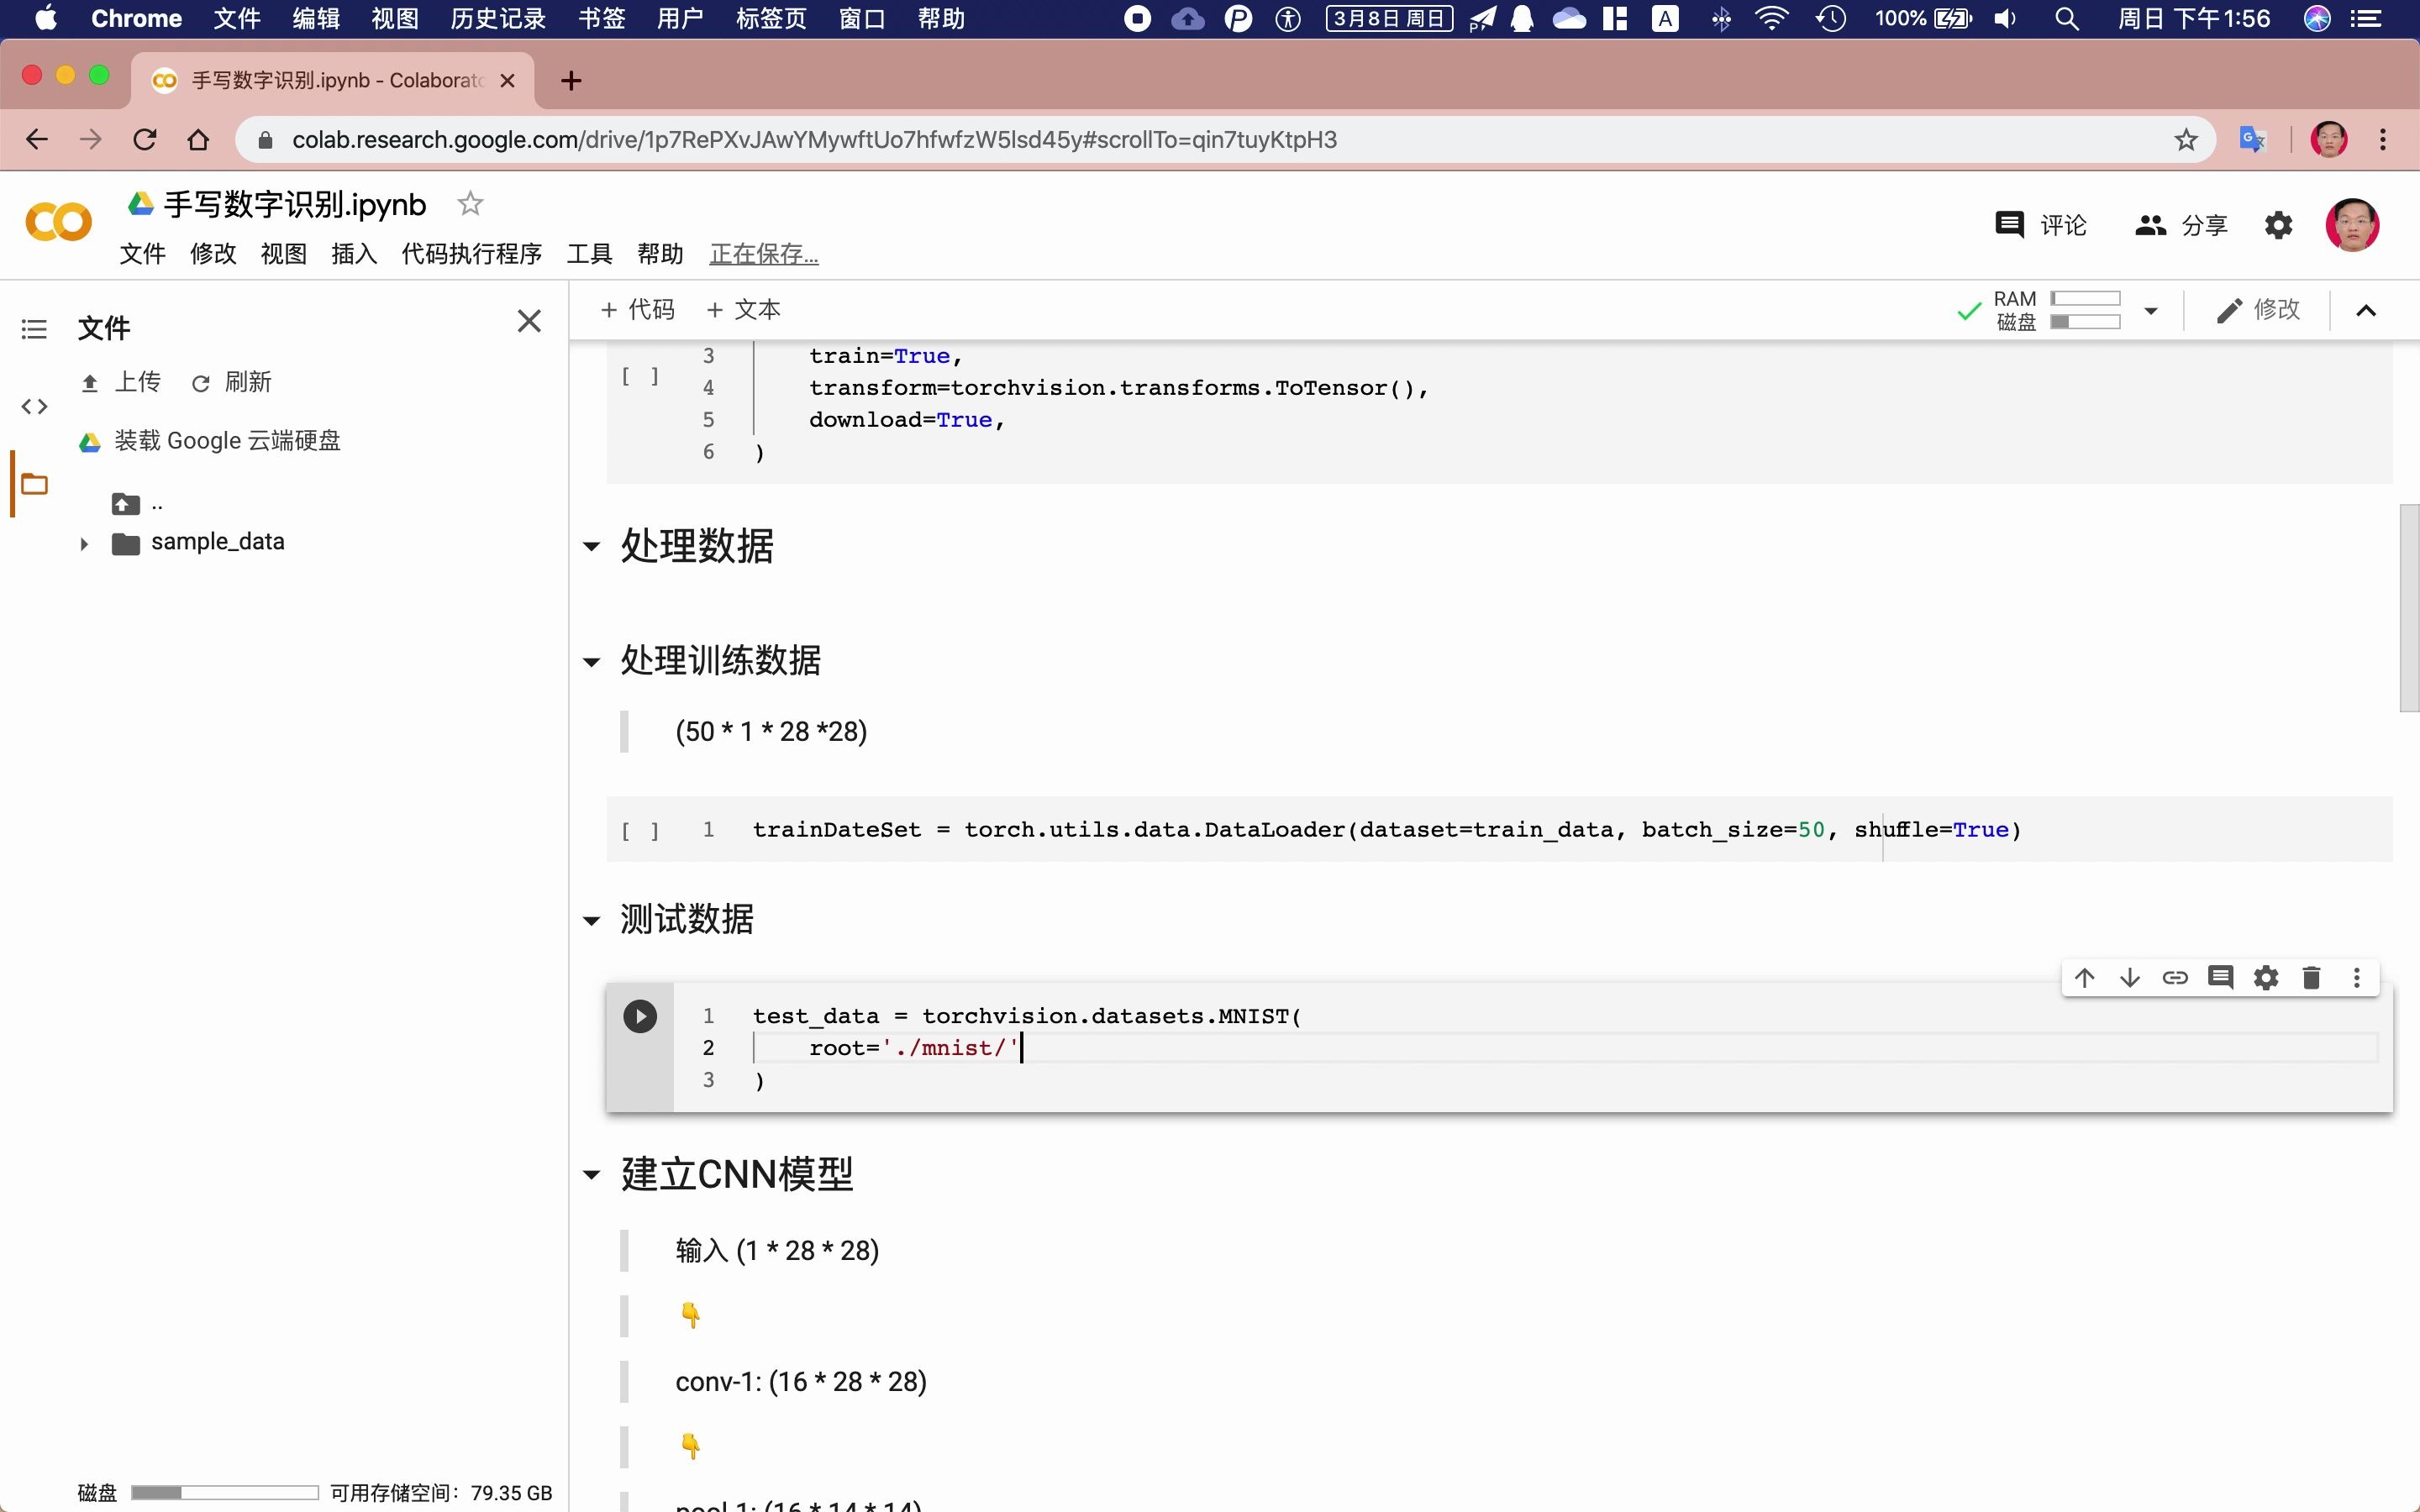 Chrome 文件 编辑 视图 历史记录 书签 用户 标签页 窗口 帮助 3月8日 周日 A 100% 周日 下午1:56
手写数字识别.ipynb - Colaborato
colab.research.google.com/drive/1p7RePXvJAwYMywftUo7hfwfzW5lsd45y#scrollTo=qin7tuyKtpH3
手写数字识别.ipynb
评论 分享
文件 修改 视图 插入 代码执行程序 工具 帮助 正在保存...
文件
上传 刷新
装载 Google 云端硬盘
..
sample_data
磁盘 可用存储空间: 79.35 GB
+ 代码 + 文本
RAM
磁盘
修改
[ ]
3 train=True,
4 transform=torchvision.transforms.ToTensor(),
5 download=True,
6 )
处理数据
处理训练数据
(50 * 1 * 28 *28)
[ ] 1 trainDateSet = torch.utils.data.DataLoader(dataset=train_data, batch_size=50, shuffle=True)
测试数据
1 test_data = torchvision.datasets.MNIST(
2 root='./mnist/'
3 )
建立CNN模型
输入 (1 * 28 * 28)
👇
conv-1: (16 * 28 * 28)
👇
pool-1: (16 * 14 * 14)